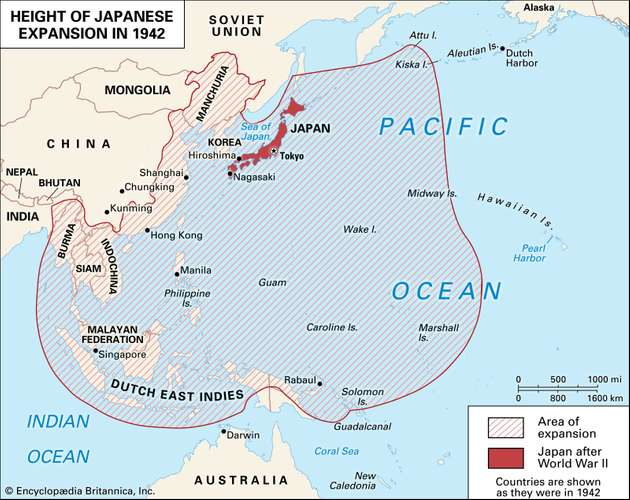 HEIGHT OF JAPANESE
EXPANSION IN 1942
SOVIET
UNION
Alaska
Attu I.
Aleutian Is.
Dutch
Harbor
Kiska I.
MONGOLIA
MANCHURIA
CHINA
KOREA
Sea of
Japan
JAPAN
Hiroshima
Tokyo
Nagasaki
PACIFIC
OCEAN
NEPAL
BHUTAN
INDIA
Shanghai
Chungking
Kunming
Hong Kong
BURMA
SIAM
INDOCHINA
Manila
Philippine
Is.
Midway Is.
Hawaiian Is.
Pearl
Harbor
Wake I.
Guam
Caroline Is.
Marshall
Is.
MALAYAN
FEDERATION
Singapore
DUTCH EAST INDIES
Rabaul
Solomon
Is.
Guadalcanal
INDIAN
OCEAN
Darwin
Coral Sea
AUSTRALIA
New
Caledonia
0 500 1000 mi
0 800 1600 km
Area of
expansion
Japan after
World War II
Countries are shown
as they were in 1942
© Encyclopædia Britannica, Inc.